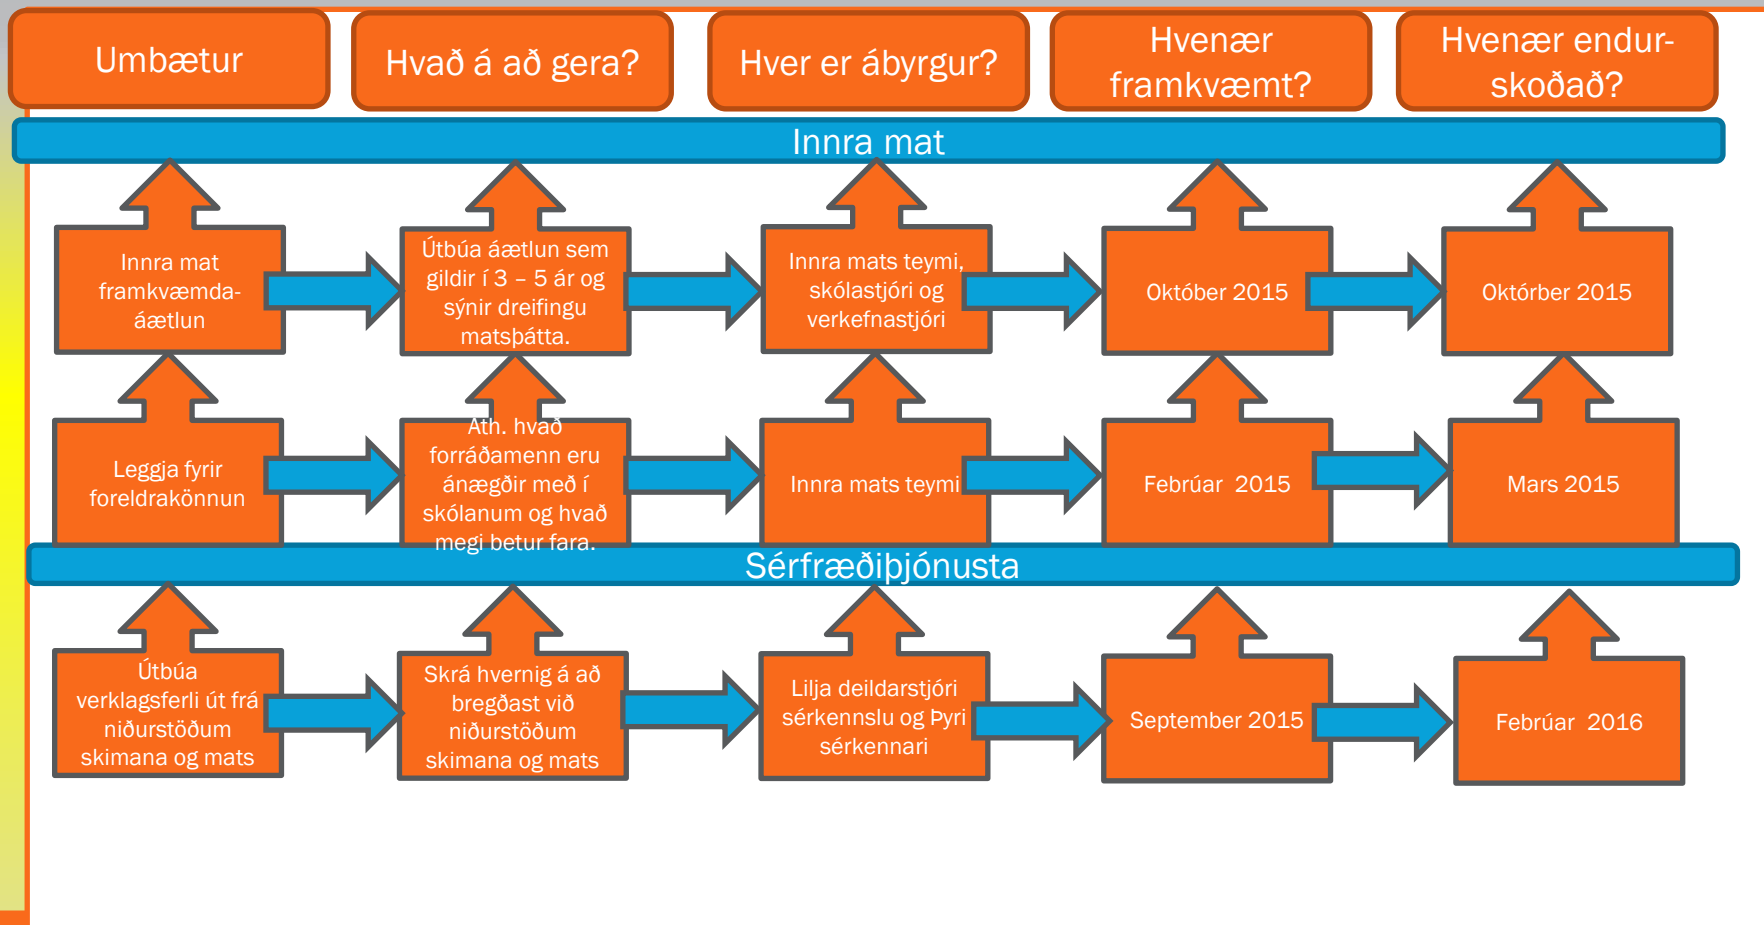 Umbætur
Hvað á að gera?
Hver er ábyrgur?
Hvenær
framkvæmt?
Hvenær endur-
skoðað?
Innra mat
Innra mat
framkvæmda-
áætlun
Útbúa áætlun sem
gildir í 3 – 5 ár og
sýnir dreifingu
matsþátta.
Innra mats teymi,
skólastjóri og
verkefnastjóri
Október 2015
Októrber 2015
Leggja fyrir
foreldrakönnun
Ath. hvað
forráðamenn eru
ánægðir með í
skólanum og hvað
megi betur fara.
Innra mats teymi
Febrúar 2015
Mars 2015
Sérfræðiþjónusta
Útbúa
verklagsferli út frá
niðurstöðum
skimana og mats
Skrá hvernig á að
bregðast við
niðurstöðum
skimana og mats
Lilja deildarstjóri
sérkennslu og Þyri
sérkennari
September 2015
Febrúar 2016